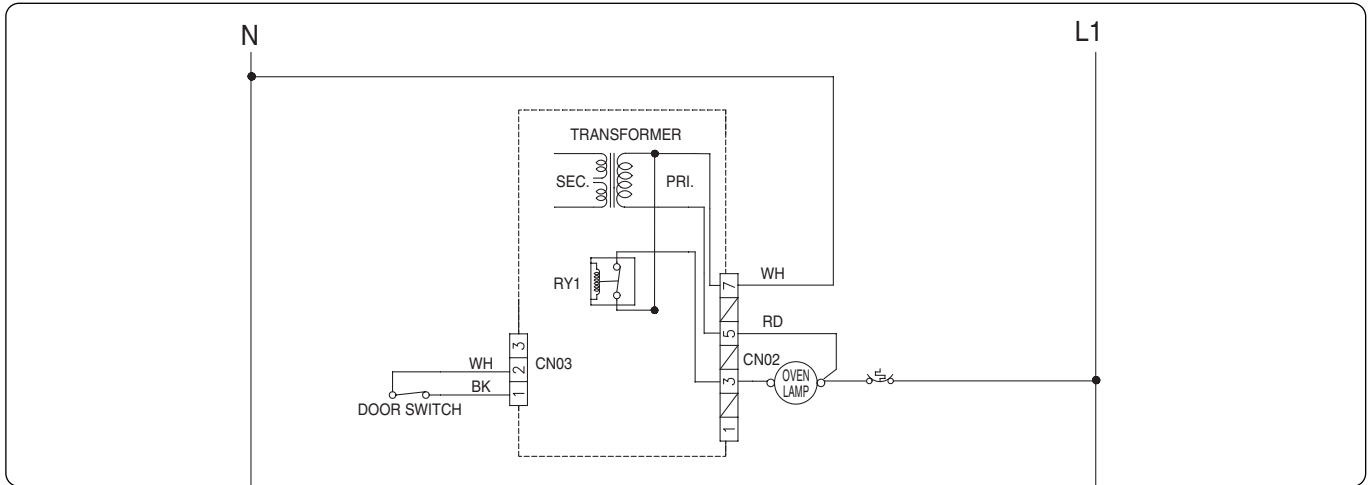 N
L1
TRANSFORMER
SEC.
PRI.
RY1
7
WH
5
RD
3
CN02
OVEN
LAMP
1
3
2
1
CN03
WH
BK
DOOR SWITCH